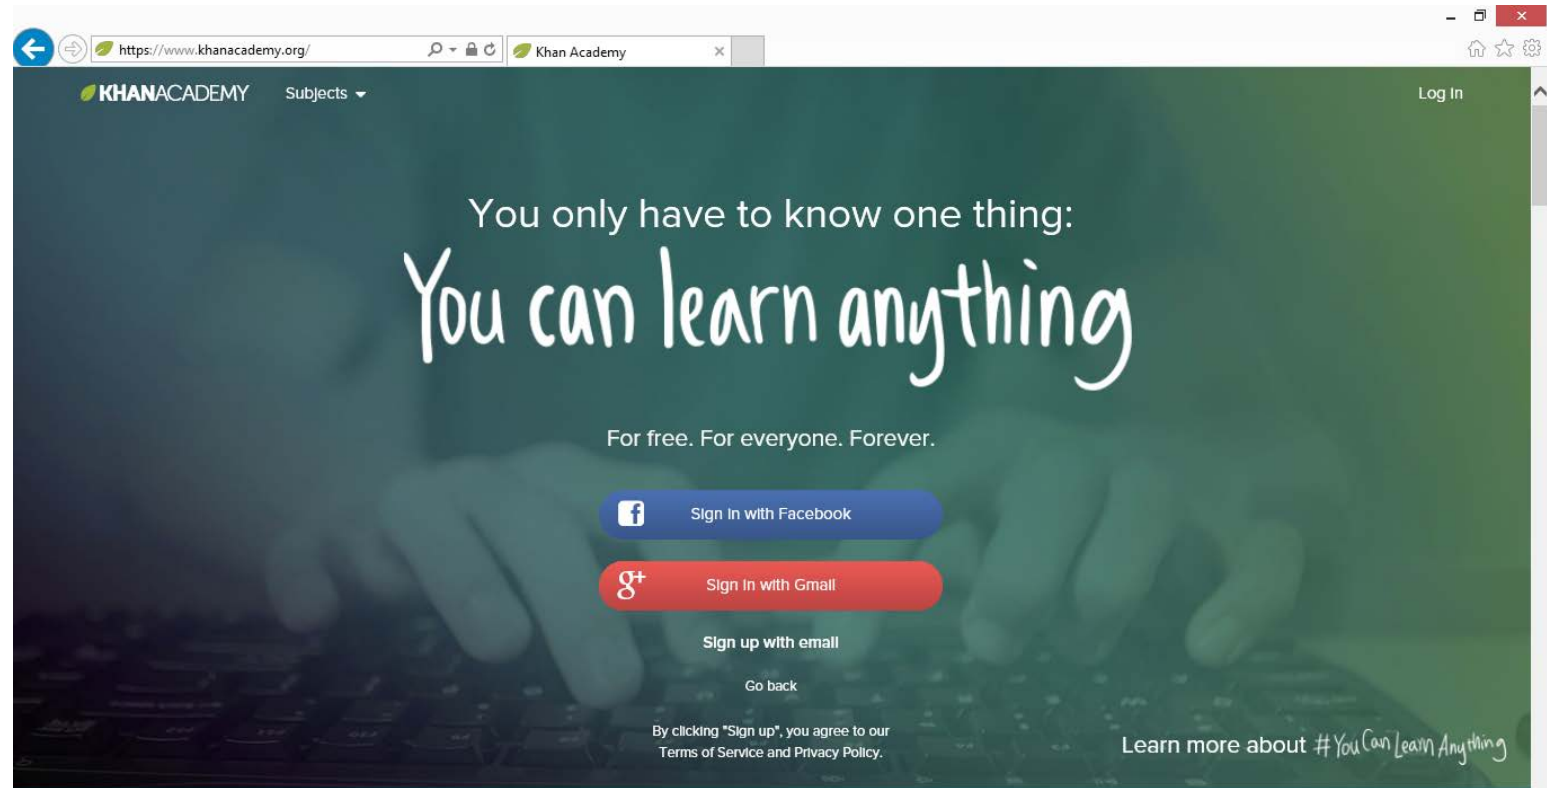 https://www.khanacademy.org/
Khan Academy
KHANACADEMY
Subjects
Log In
You only have to know one thing:
You can learn anything
For free. For everyone. Forever.
Sign in with Facebook
Sign in with Gmail
Sign up with email
Go back
By clicking "Sign up", you agree to our
Terms of Service and Privacy Policy.
Learn more about #YouCanLearnAnything